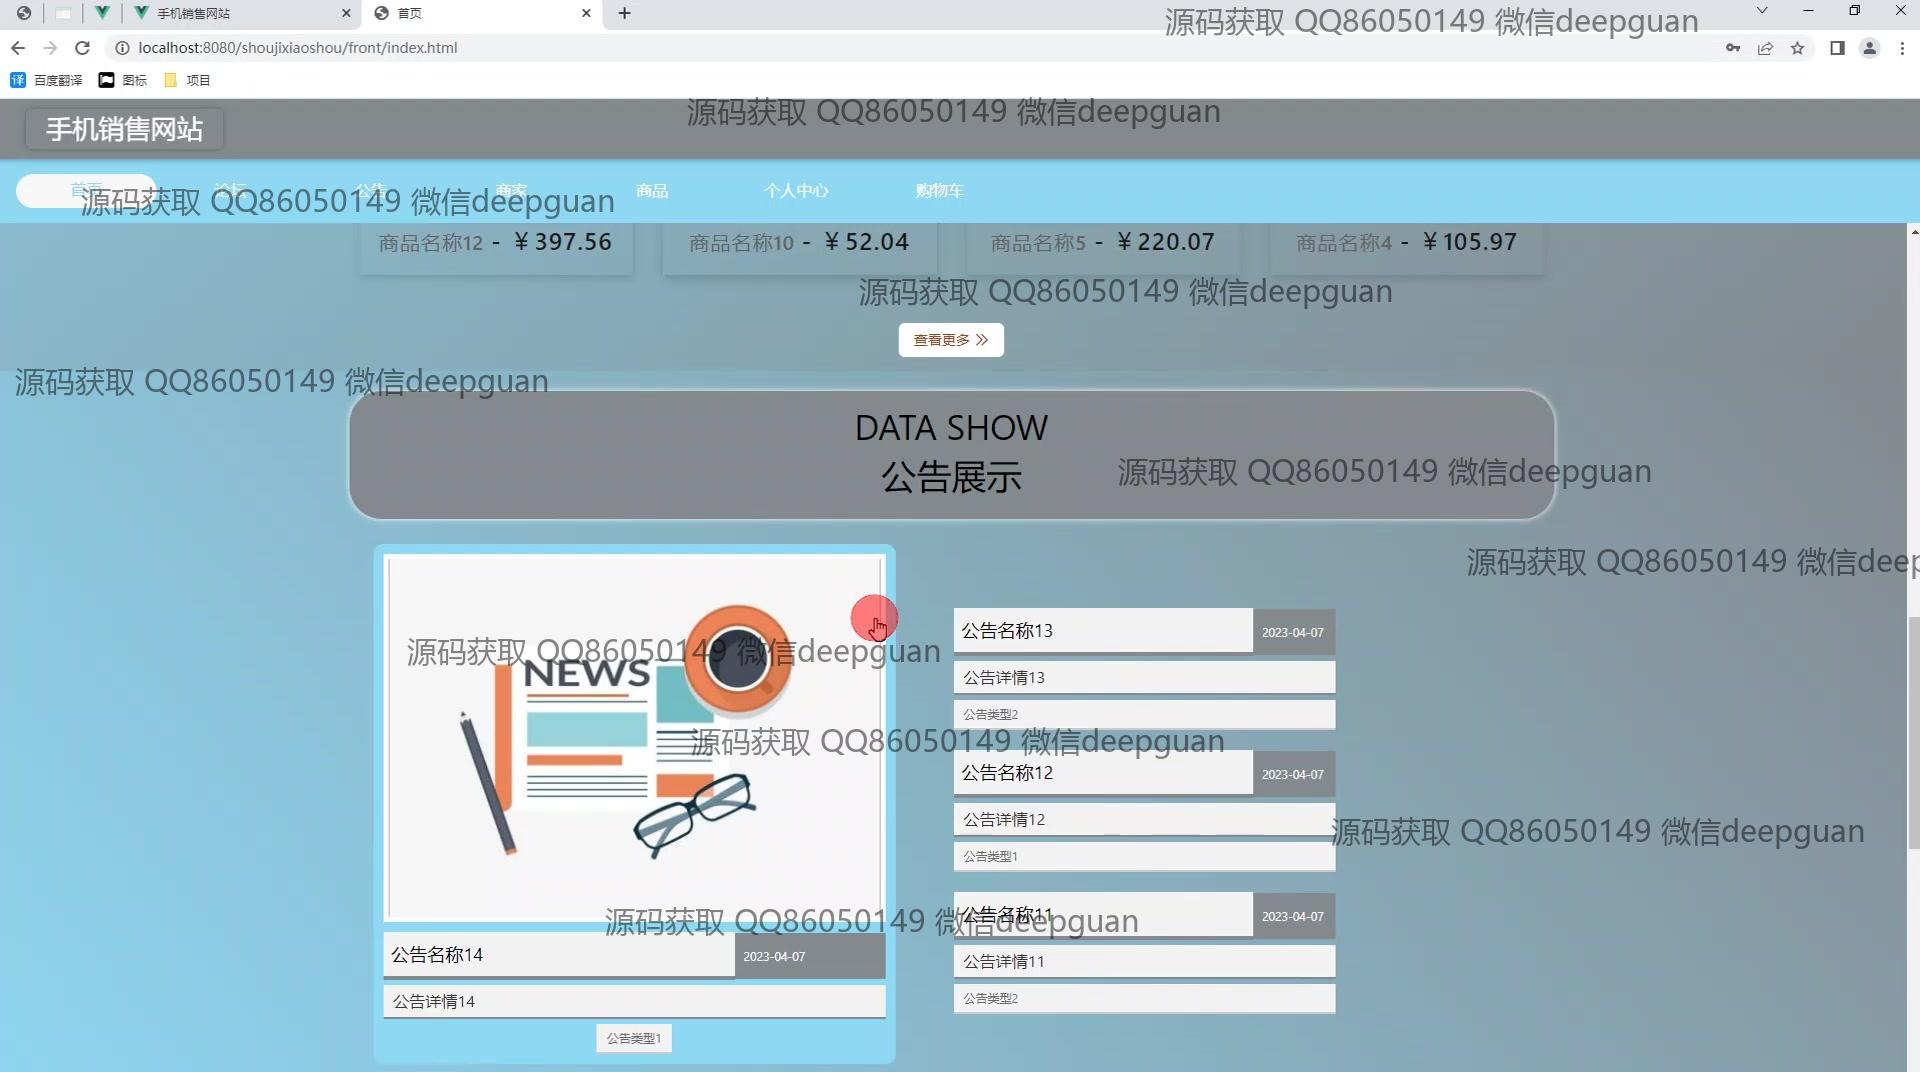 手机销售网站
首页
源码获取 QQ86050149 微信deepguan
localhost:8080/shoujixiaoshou/front/index.html
百度翻译 图标 项目
手机销售网站
源码获取 QQ86050149 微信deepguan
首页 论坛 公告 商家 商品 个人中心 购物车
源码获取 QQ86050149 微信deepguan
商品名称12 - ￥397.56
商品名称10 - ￥52.04
商品名称5 - ￥220.07
商品名称4 - ￥105.97
源码获取 QQ86050149 微信deepguan
查看更多
源码获取 QQ86050149 微信deepguan
DATA SHOW
公告展示
源码获取 QQ86050149 微信deepguan
源码获取 QQ86050149 微信deep
NEWS
源码获取 QQ86050149 微信deepguan
公告名称13 2023-04-07
公告详情13
公告类型2
源码获取 QQ86050149 微信deepguan
公告名称12 2023-04-07
公告详情12
公告类型1
源码获取 QQ86050149 微信deepguan
公告名称11 2023-04-07
公告详情11
公告类型2
源码获取 QQ86050149 微信deepguan
公告名称14 2023-04-07
公告详情14
公告类型1